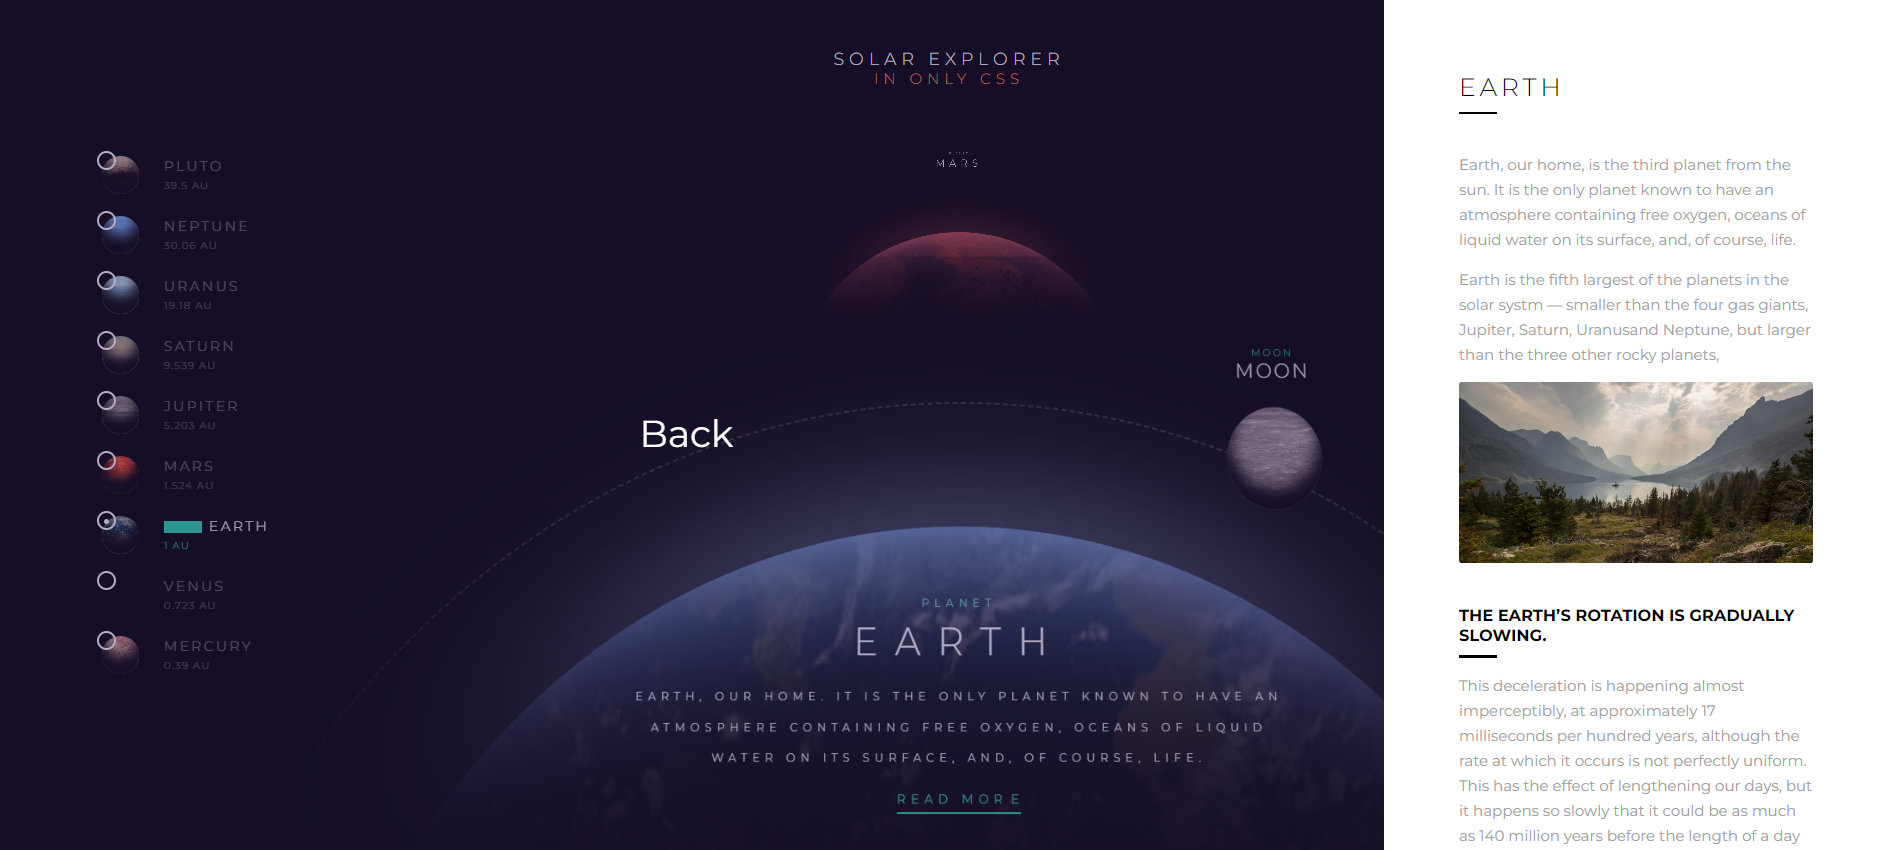 SOLAR EXPLORER
IN ONLY CSS
PLUTO
39.5 AU
NEPTUNE
30.06 AU
URANUS
19.18 AU
SATURN
9.539 AU
JUPITER
5.203 AU
MARS
1.524 AU
EARTH
1 AU
VENUS
0.723 AU
MERCURY
0.39 AU
MARS
MOON
MOON
Back
PLANET
EARTH
EARTH, OUR HOME. IT IS THE ONLY PLANET KNOWN TO HAVE AN
ATMOSPHERE CONTAINING FREE OXYGEN, OCEANS OF LIQUID
WATER ON ITS SURFACE, AND, OF COURSE, LIFE.
READ MORE
EARTH
Earth, our home, is the third planet from the
sun. It is the only planet known to have an
atmosphere containing free oxygen, oceans of
liquid water on its surface, and, of course, life.
Earth is the fifth largest of the planets in the
solar systm — smaller than the four gas giants,
Jupiter, Saturn, Uranusand Neptune, but larger
than the three other rocky planets,
THE EARTH’S ROTATION IS GRADUALLY
SLOWING.
This deceleration is happening almost
imperceptibly, at approximately 17
milliseconds per hundred years, although the
rate at which it occurs is not perfectly uniform.
This has the effect of lengthening our days, but
it happens so slowly that it could be as much
as 140 million years before the length of a day